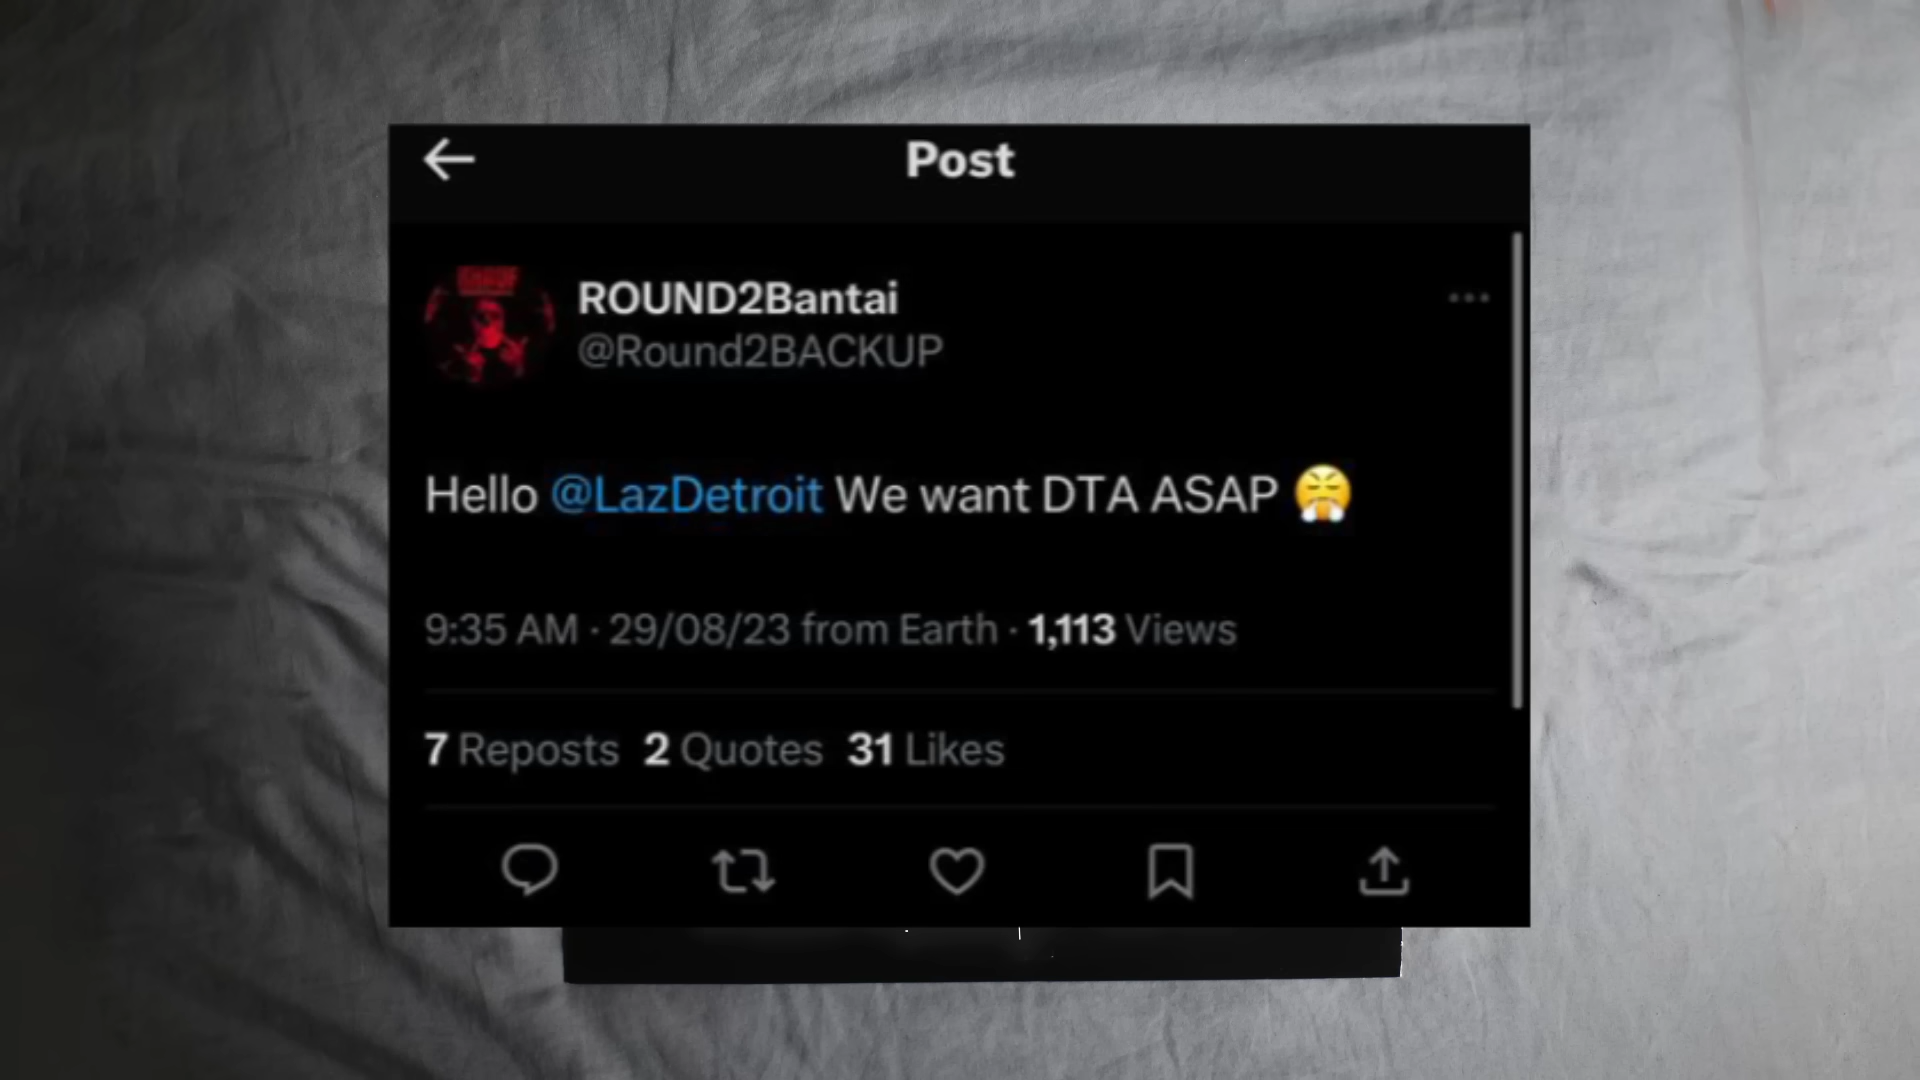 Post
ROUND2Bantai
@Round2BACKUP
Hello @LazDetroit We want DTA ASAP 😤
9:35 AM · 29/08/23 from Earth · 1,113 Views
7 Reposts 2 Quotes 31 Likes